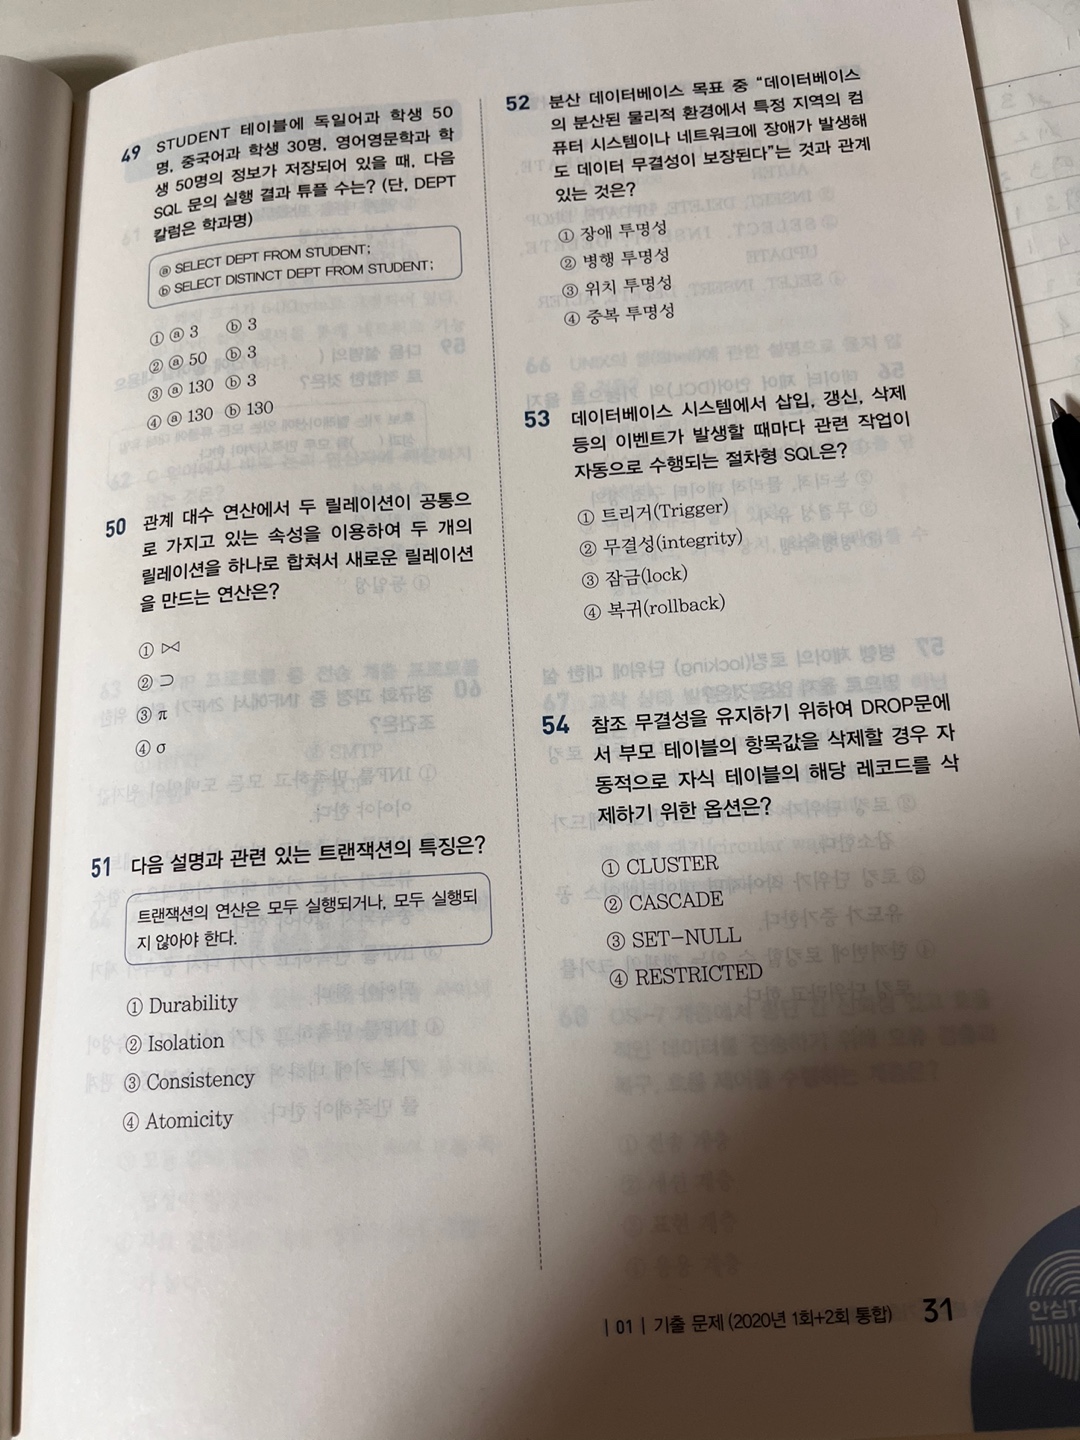 49 STUDENT 테이블에 독일어과 학생 50
명, 중국어과 학생 30명, 영어영문학과 학
생 50명의 정보가 저장되어 있을 때, 다음
SQL 문의 실행 결과 튜플 수는? (단, DEPT
칼럼은 학과명)
ⓐ SELECT DEPT FROM STUDENT;
ⓑ SELECT DISTINCT DEPT FROM STUDENT;
① ⓐ 3 ⓑ 3
② ⓐ 50 ⓑ 3
③ ⓐ 130 ⓑ 3
④ ⓐ 130 ⓑ 130
50 관계 대수 연산에서 두 릴레이션이 공통으
로 가지고 있는 속성을 이용하여 두 개의
릴레이션을 하나로 합쳐서 새로운 릴레이션
을 만드는 연산은?
① ⋈
② ⊃
③ π
④ σ
51 다음 설명과 관련 있는 트랜잭션의 특징은?
트랜잭션의 연산은 모두 실행되거나, 모두 실행되
지 않아야 한다.
① Durability
② Isolation
③ Consistency
④ Atomicity
52 분산 데이터베이스 목표 중 “데이터베이스
의 분산된 물리적 환경에서 특정 지역의 컴
퓨터 시스템이나 네트워크에 장애가 발생해
도 데이터 무결성이 보장된다”는 것과 관계
있는 것은?
① 장애 투명성
② 병행 투명성
③ 위치 투명성
④ 중복 투명성
53 데이터베이스 시스템에서 삽입, 갱신, 삭제
등의 이벤트가 발생할 때마다 관련 작업이
자동으로 수행되는 절차형 SQL은?
① 트리거(Trigger)
② 무결성(integrity)
③ 잠금(lock)
④ 복귀(rollback)
54 참조 무결성을 유지하기 위하여 DROP문에
서 부모 테이블의 항목값을 삭제할 경우 자
동적으로 자식 테이블의 해당 레코드를 삭
제하기 위한 옵션은?
① CLUSTER
② CASCADE
③ SET-NULL
④ RESTRICTED
| 01 | 기출 문제 (2020년 1회+2회 통합) 31
안심